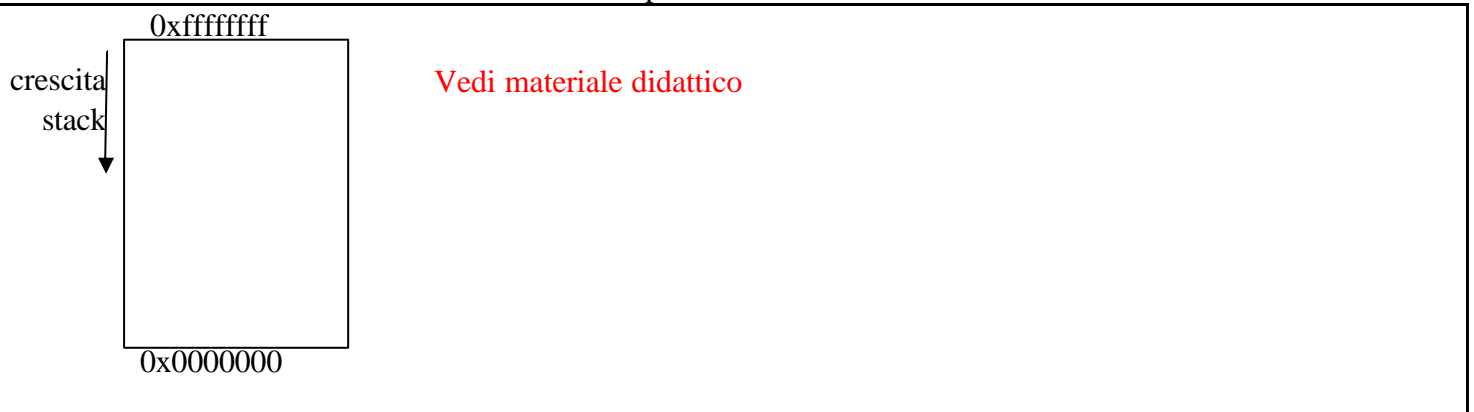 0xffffffff
crescita
stack
Vedi materiale didattico
0x0000000